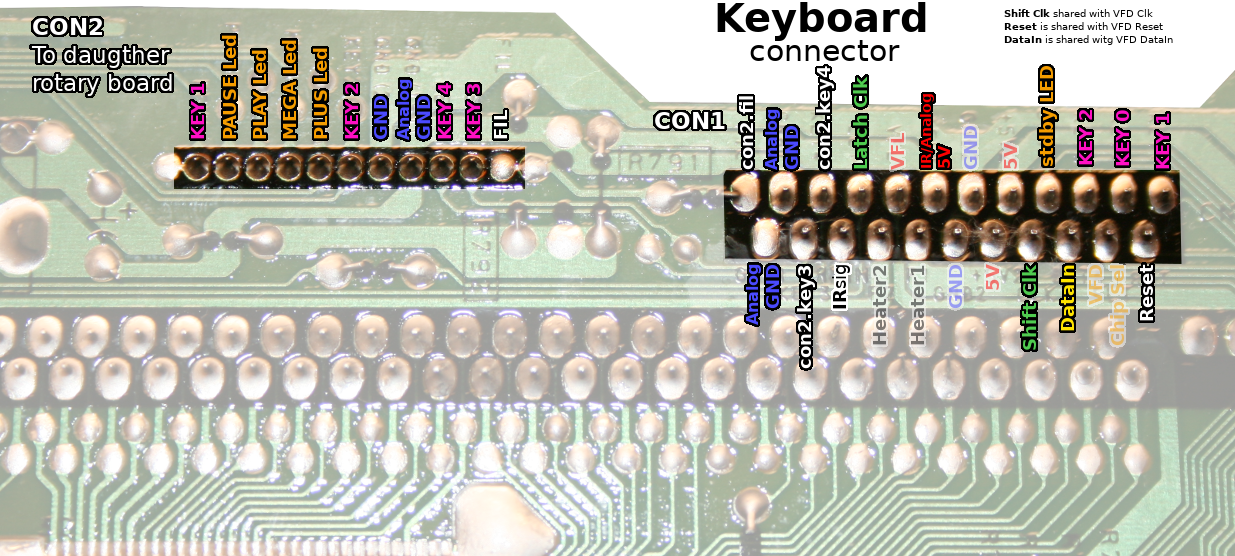 CON2
To daugther
rotary board
KEY 1
PAUSE Led
PLAY Led
MEGA Led
PLUS Led
KEY 2
GND
Analog
GND
KEY 4
KEY 3
FIL
Keyboard
connector
Shift Clk shared with VFD Clk
Reset is shared with VFD Reset
DataIn is shared witg VFD DataIn
CON1
con2.fil
Analog
GND
con2.key4
Latch Clk
VFL
IR/Analog
5V
GND
5V
stdby LED
KEY 2
KEY 0
KEY 1
Analog
GND
con2.key3
IRsig
Heater2
Heater1
GND
5V
Shift Clk
DataIn
VFD
Chip Sel
Reset